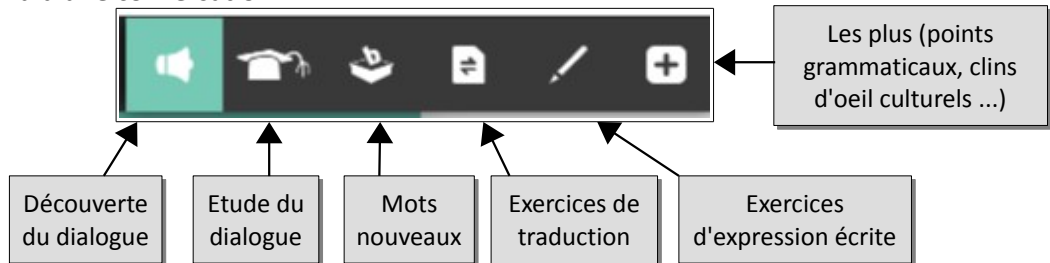 Les plus (points
grammaticaux, clins
d'oeil culturels ...)
Découverte
du dialogue
Etude du
dialogue
Mots
nouveaux
Exercices de
traduction
Exercices
d'expression écrite